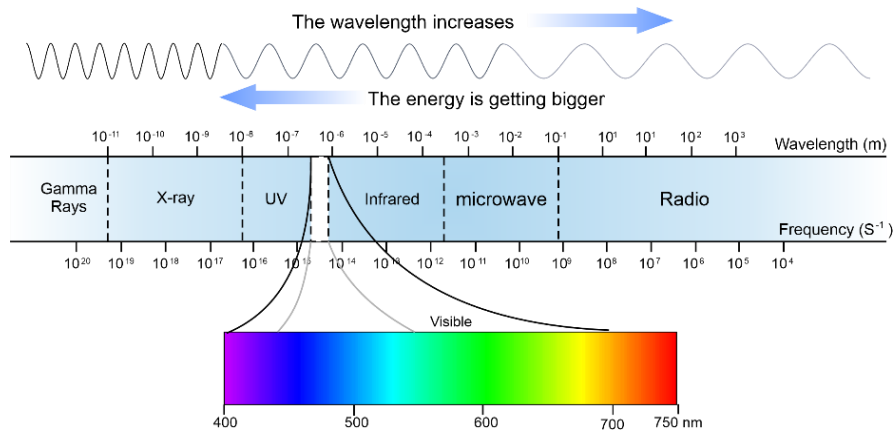 The wavelength increases
The energy is getting bigger
10⁻¹¹ 10⁻¹⁰ 10⁻⁹ 10⁻⁸ 10⁻⁷ 10⁻⁶ 10⁻⁵ 10⁻⁴ 10⁻³ 10⁻² 10⁻¹ 10¹ 10¹ 10² 10³ Wavelength (m)
Gamma Rays X-ray UV Infrared microwave Radio
Frequency (S⁻¹)
10²⁰ 10¹⁹ 10¹⁸ 10¹⁷ 10¹⁶ 10¹⁵ 10¹⁴ 10¹³ 10¹² 10¹¹ 10¹⁰ 10⁹ 10⁸ 10⁷ 10⁶ 10⁵ 10⁴
Visible
400 500 600 700 750 nm